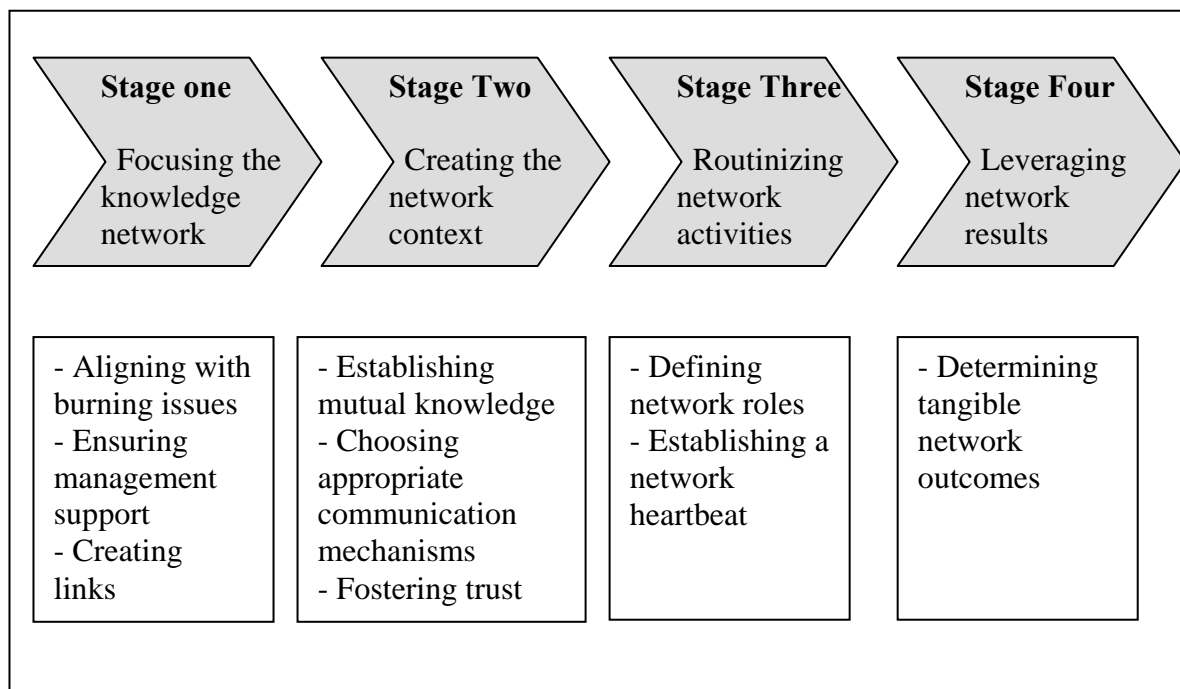 Stage one
Focusing the
knowledge
network
Stage Two
Creating the
network
context
Stage Three
Routinizing
network
activities
Stage Four
Leveraging
network
results
- Aligning with
burning issues
- Ensuring
management
support
- Creating
links
- Establishing
mutual knowledge
- Choosing
appropriate
communication
mechanisms
- Fostering trust
- Defining
network roles
- Establishing a
network
heartbeat
- Determining
tangible
network
outcomes